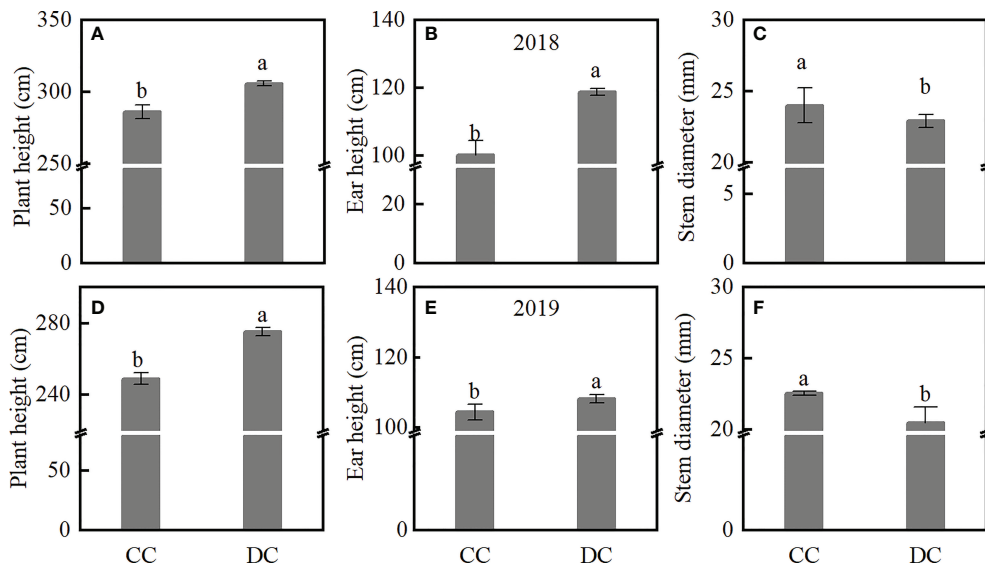 A
Plant height (cm)
350
300
250
50
0
b
a
B
2018
Ear height (cm)
140
120
100
20
0
b
a
C
Stem diameter (mm)
30
25
20
5
0
a
b
D
Plant height (cm)
280
240
50
0
b
a
CC DC
E
2019
Ear height (cm)
140
120
100
0
b
a
CC DC
F
Stem diameter (mm)
30
25
20
0
a
b
CC DC